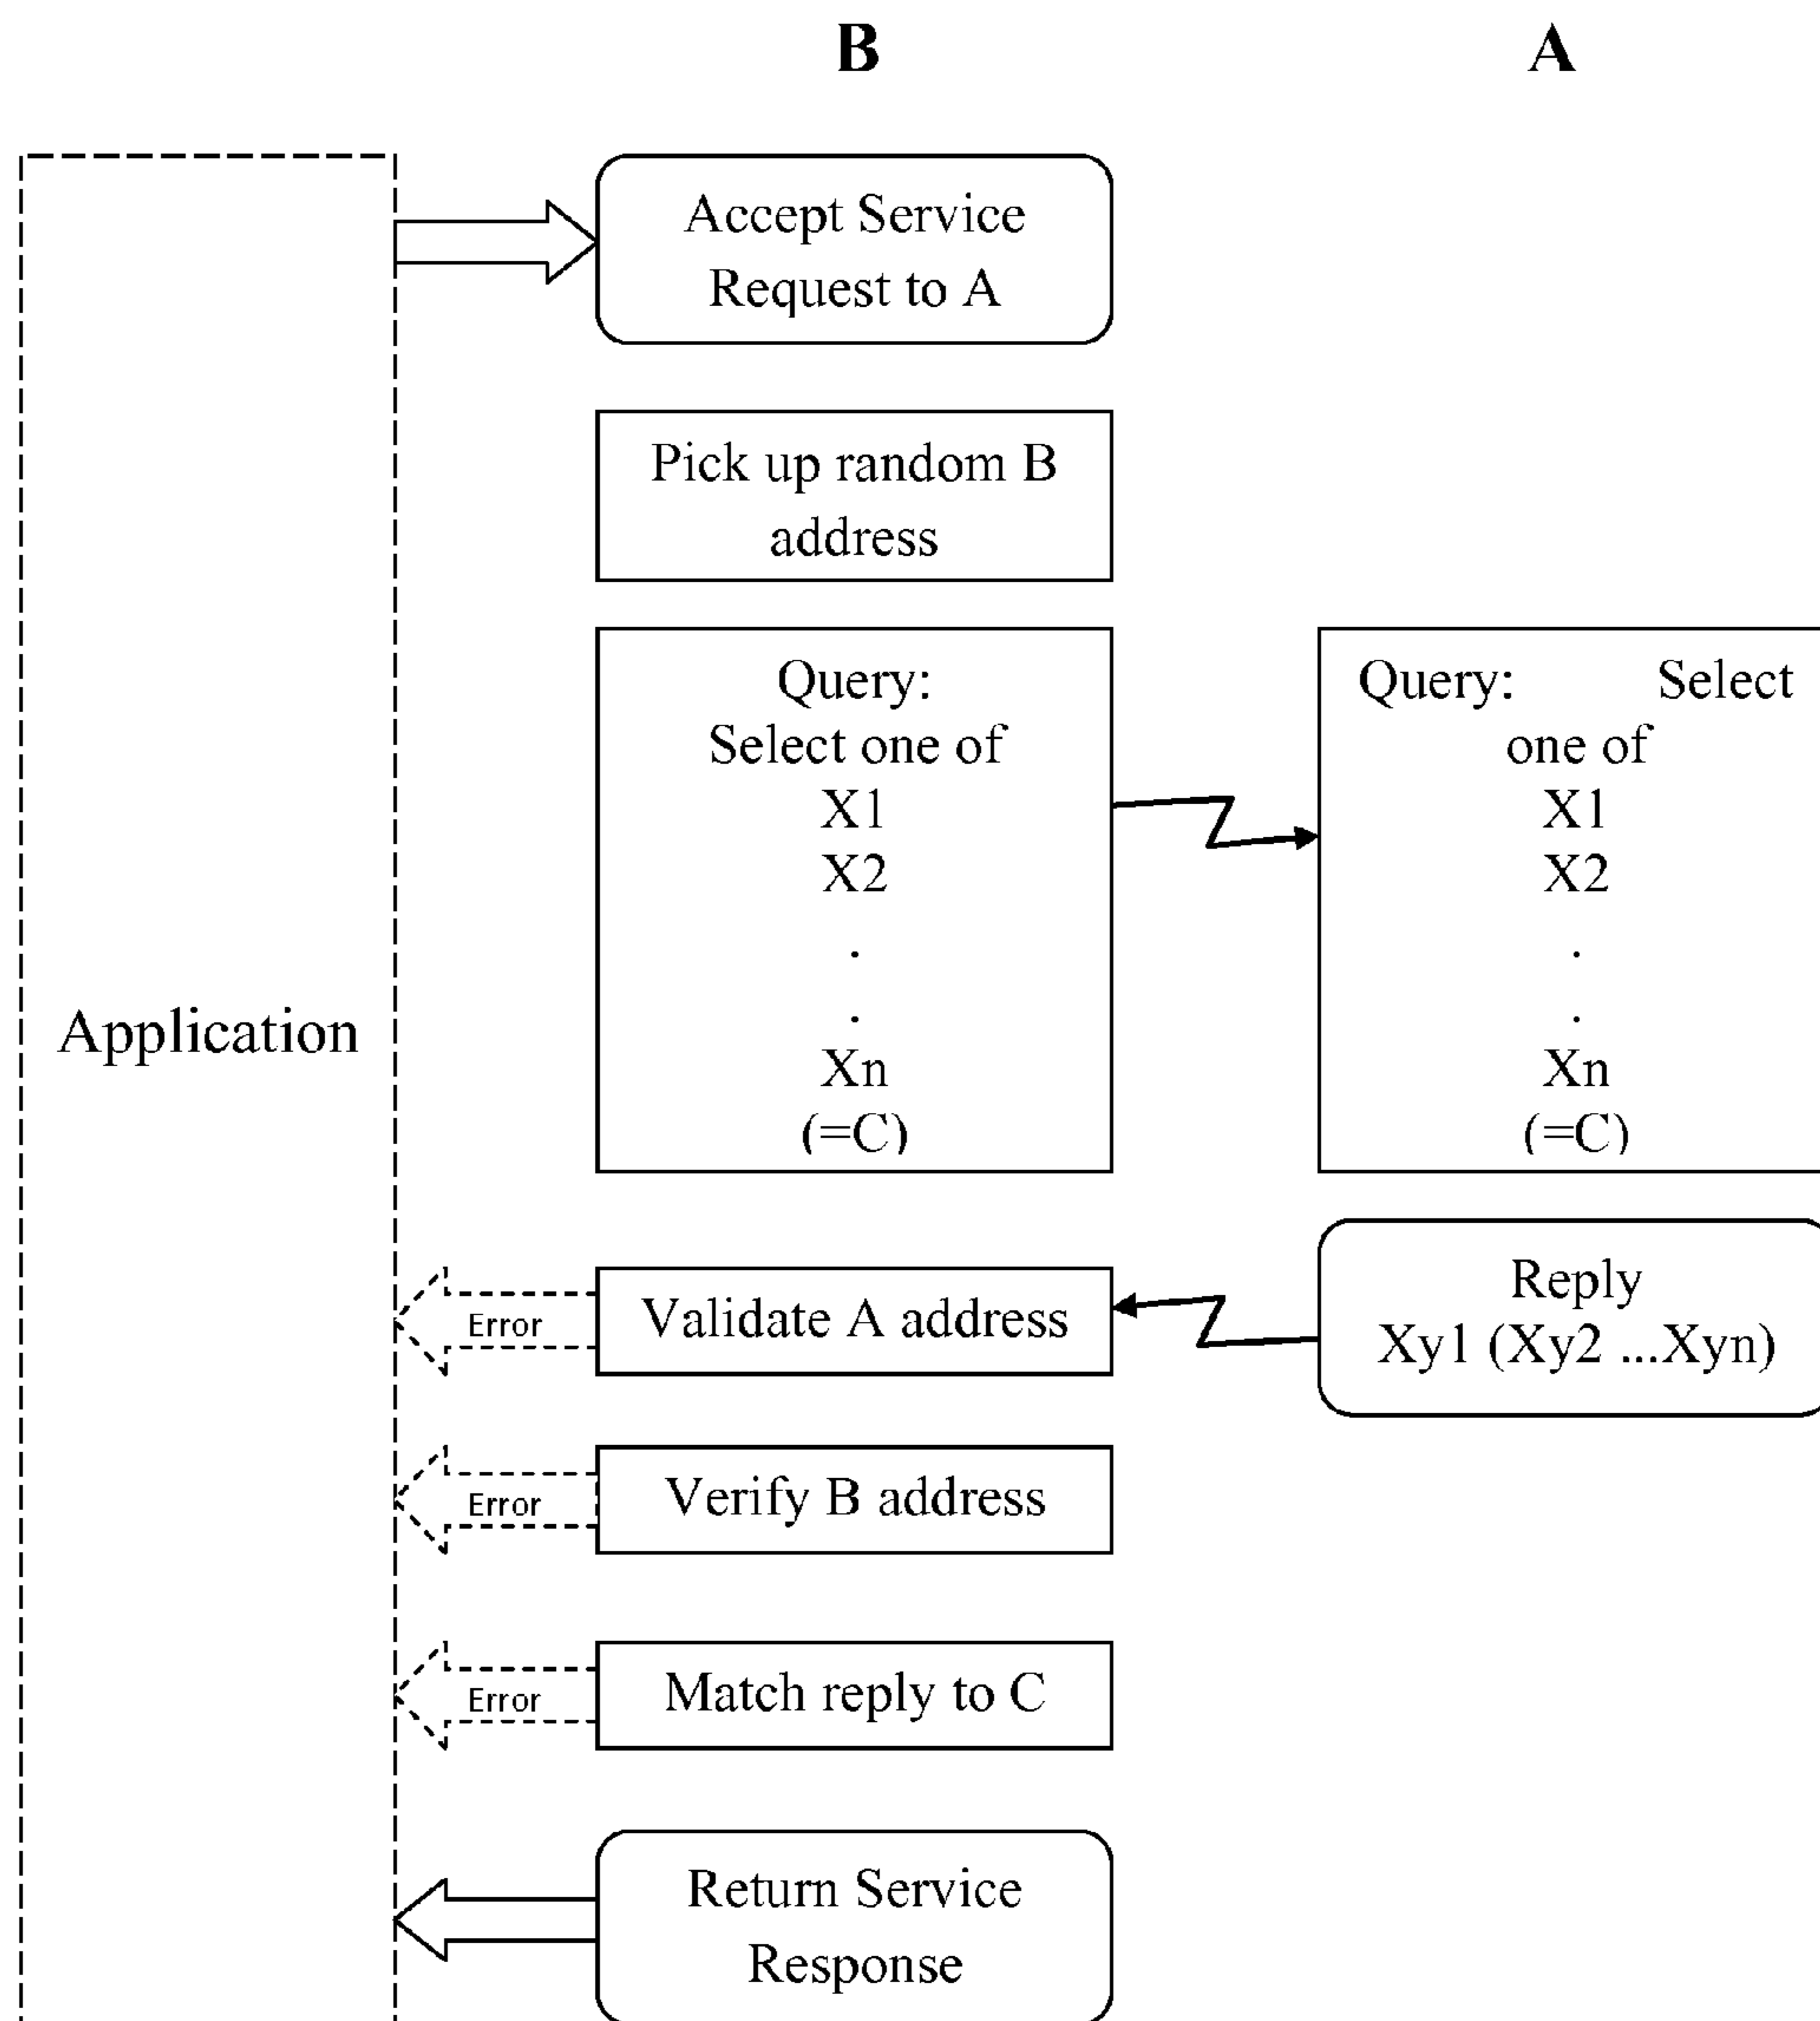 B
A
Accept Service
Request to A
Pick up random B
address
Query:
Select one of
X1
X2
.
.
Xn
(=C)
Query: Select
one of
X1
X2
.
.
Xn
(=C)
Application
Reply
Xy1 (Xy2 ...Xyn)
Error
Validate A address
Error
Verify B address
Error
Match reply to C
Return Service
Response